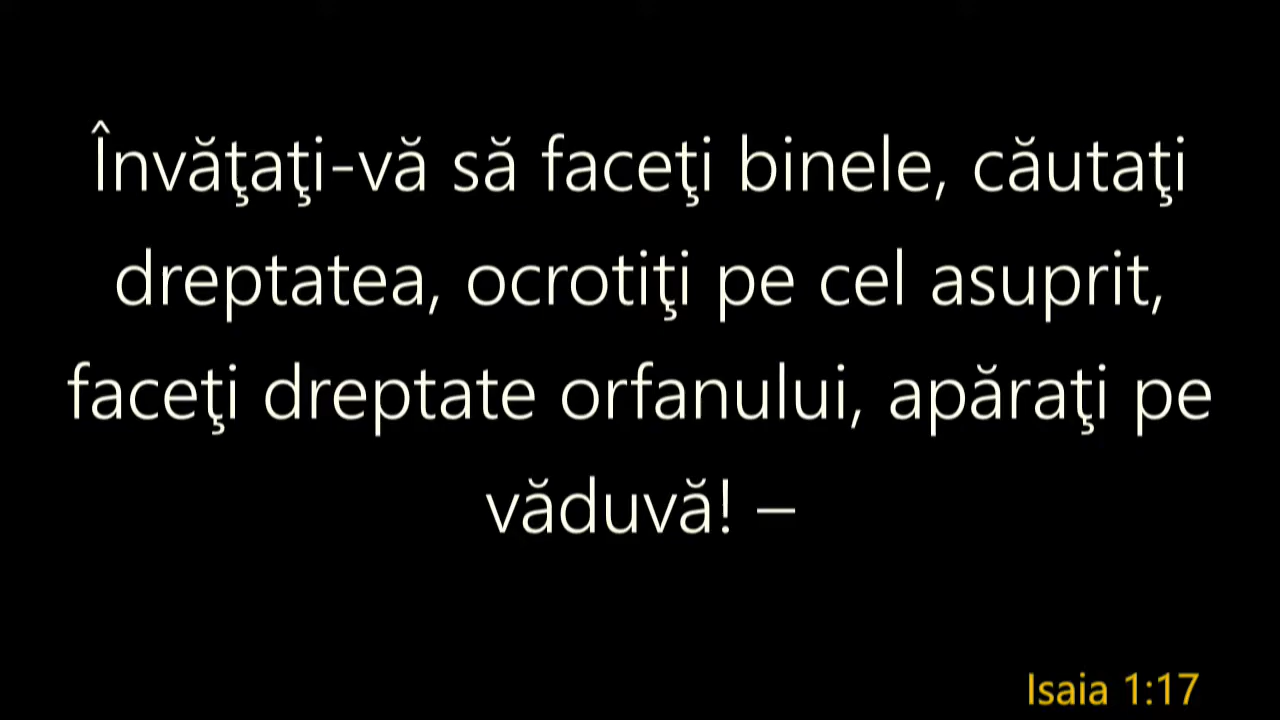 Învăţaţi-vă să faceţi binele, căutaţi
dreptatea, ocrotiţi pe cel asuprit,
faceţi dreptate orfanului, apăraţi pe
văduvă! –
Isaia 1:17